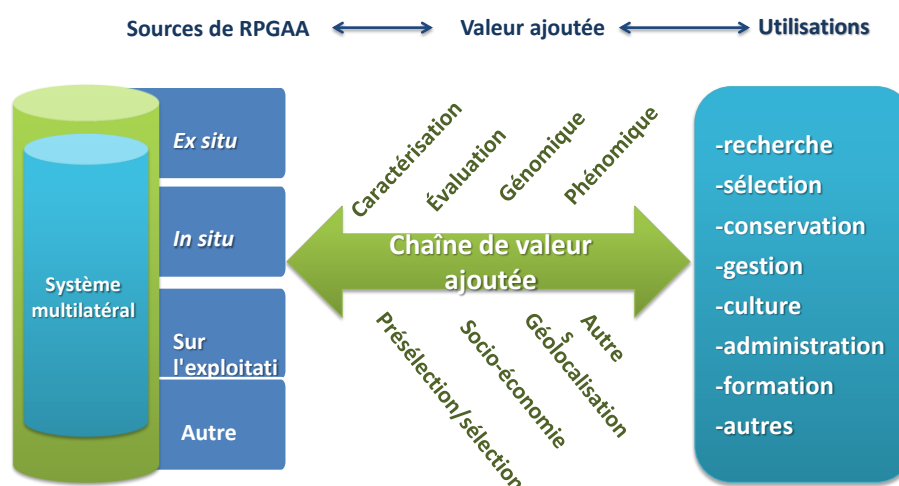 Sources de RPGAA
Valeur ajoutée
Utilisations
Ex situ
In situ
Sur
l'exploitati
Autre
Système
multilatéral
Caractérisation
Évaluation
Génomique
Phénomique
Chaîne de valeur
ajoutée
Présélection/sélection
Socio-économie
Géolocalisation
Autre
s
-recherche
-sélection
-conservation
-gestion
-culture
-administration
-formation
-autres